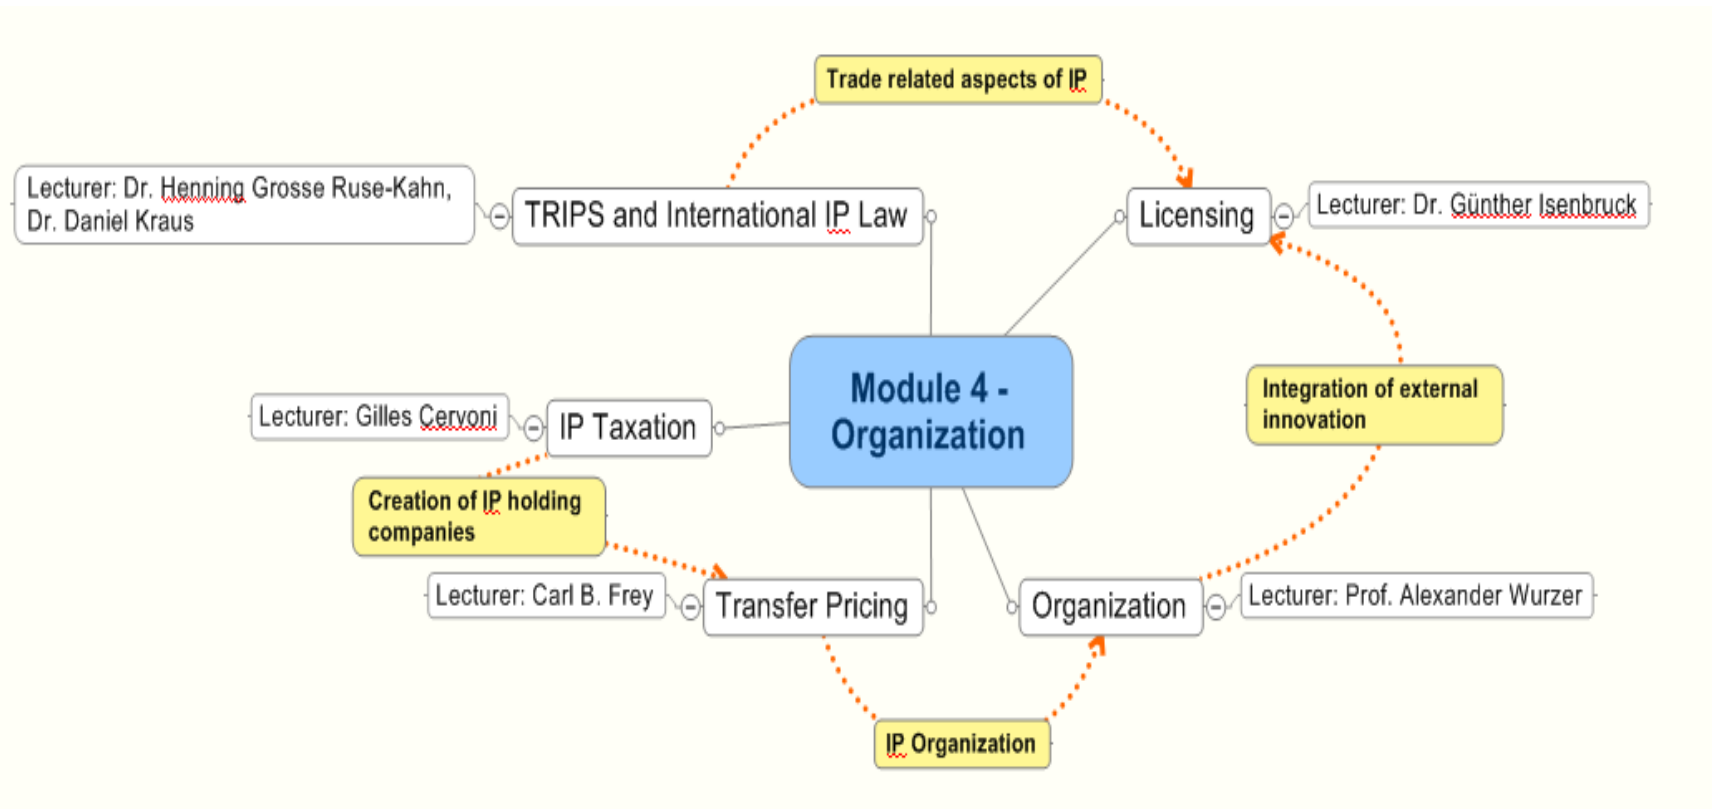 Trade related aspects of IP
Lecturer: Dr. Henning Grosse Ruse-Kahn,
Dr. Daniel Kraus
TRIPS and International IP Law
Licensing
Lecturer: Dr. Günther Isenbruck
Module 4 -
Organization
Integration of external
innovation
Lecturer: Gilles Cervoni
IP Taxation
Creation of IP holding
companies
Lecturer: Carl B. Frey
Transfer Pricing
Organization
Lecturer: Prof. Alexander Wurzer
IP Organization